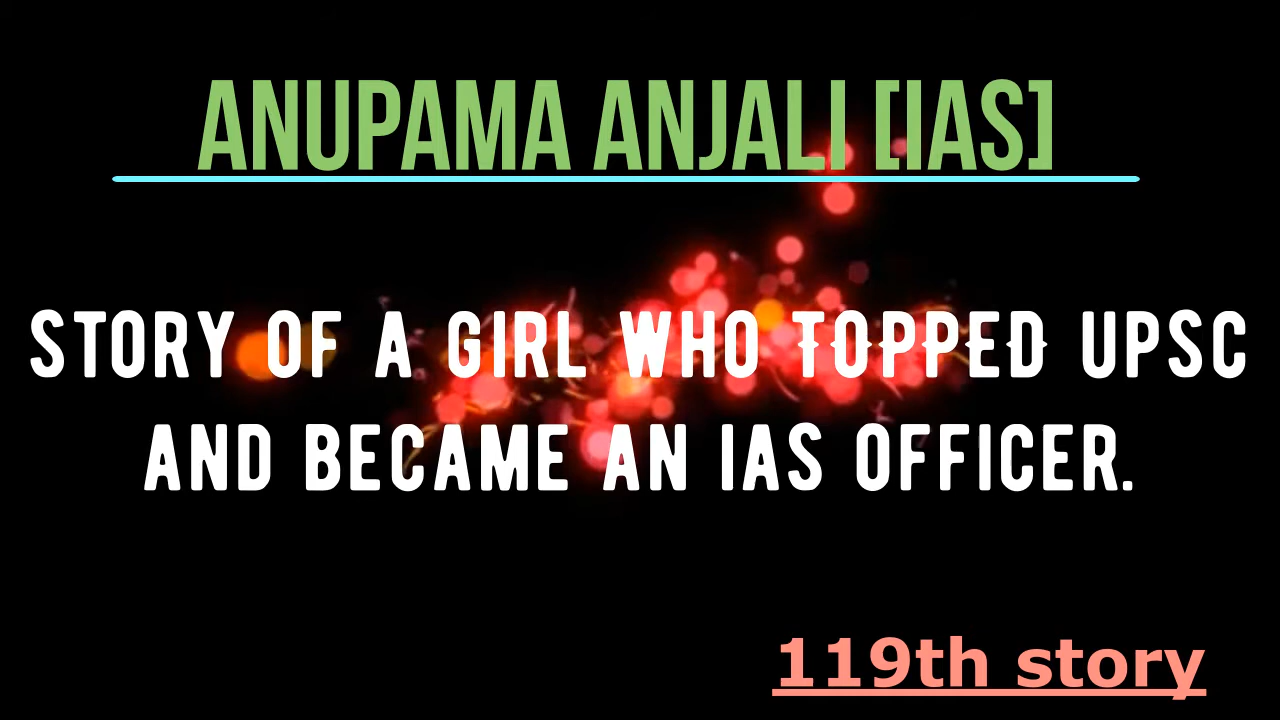 ANUPAMA ANJALI [IAS]
STORY OF A GIRL WHO TOPPED UPSC
AND BECAME AN IAS OFFICER.
119th story